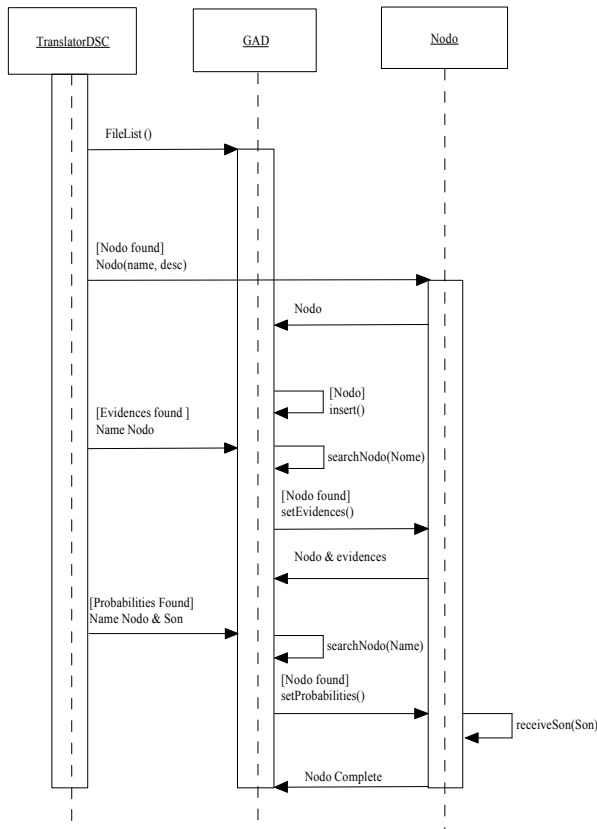 TranslatorDSC
GAD
Nodo
FileList ()
[Nodo found]
Nodo(name, desc)
Nodo
[Nodo]
insert()
[Evidences found ]
Name Nodo
searchNodo(Nome)
[Nodo found]
setEvidences()
Nodo & evidences
[Probabilities Found]
Name Nodo & Son
searchNodo(Name)
[Nodo found]
setProbabilities()
receiveSon(Son)
Nodo Complete